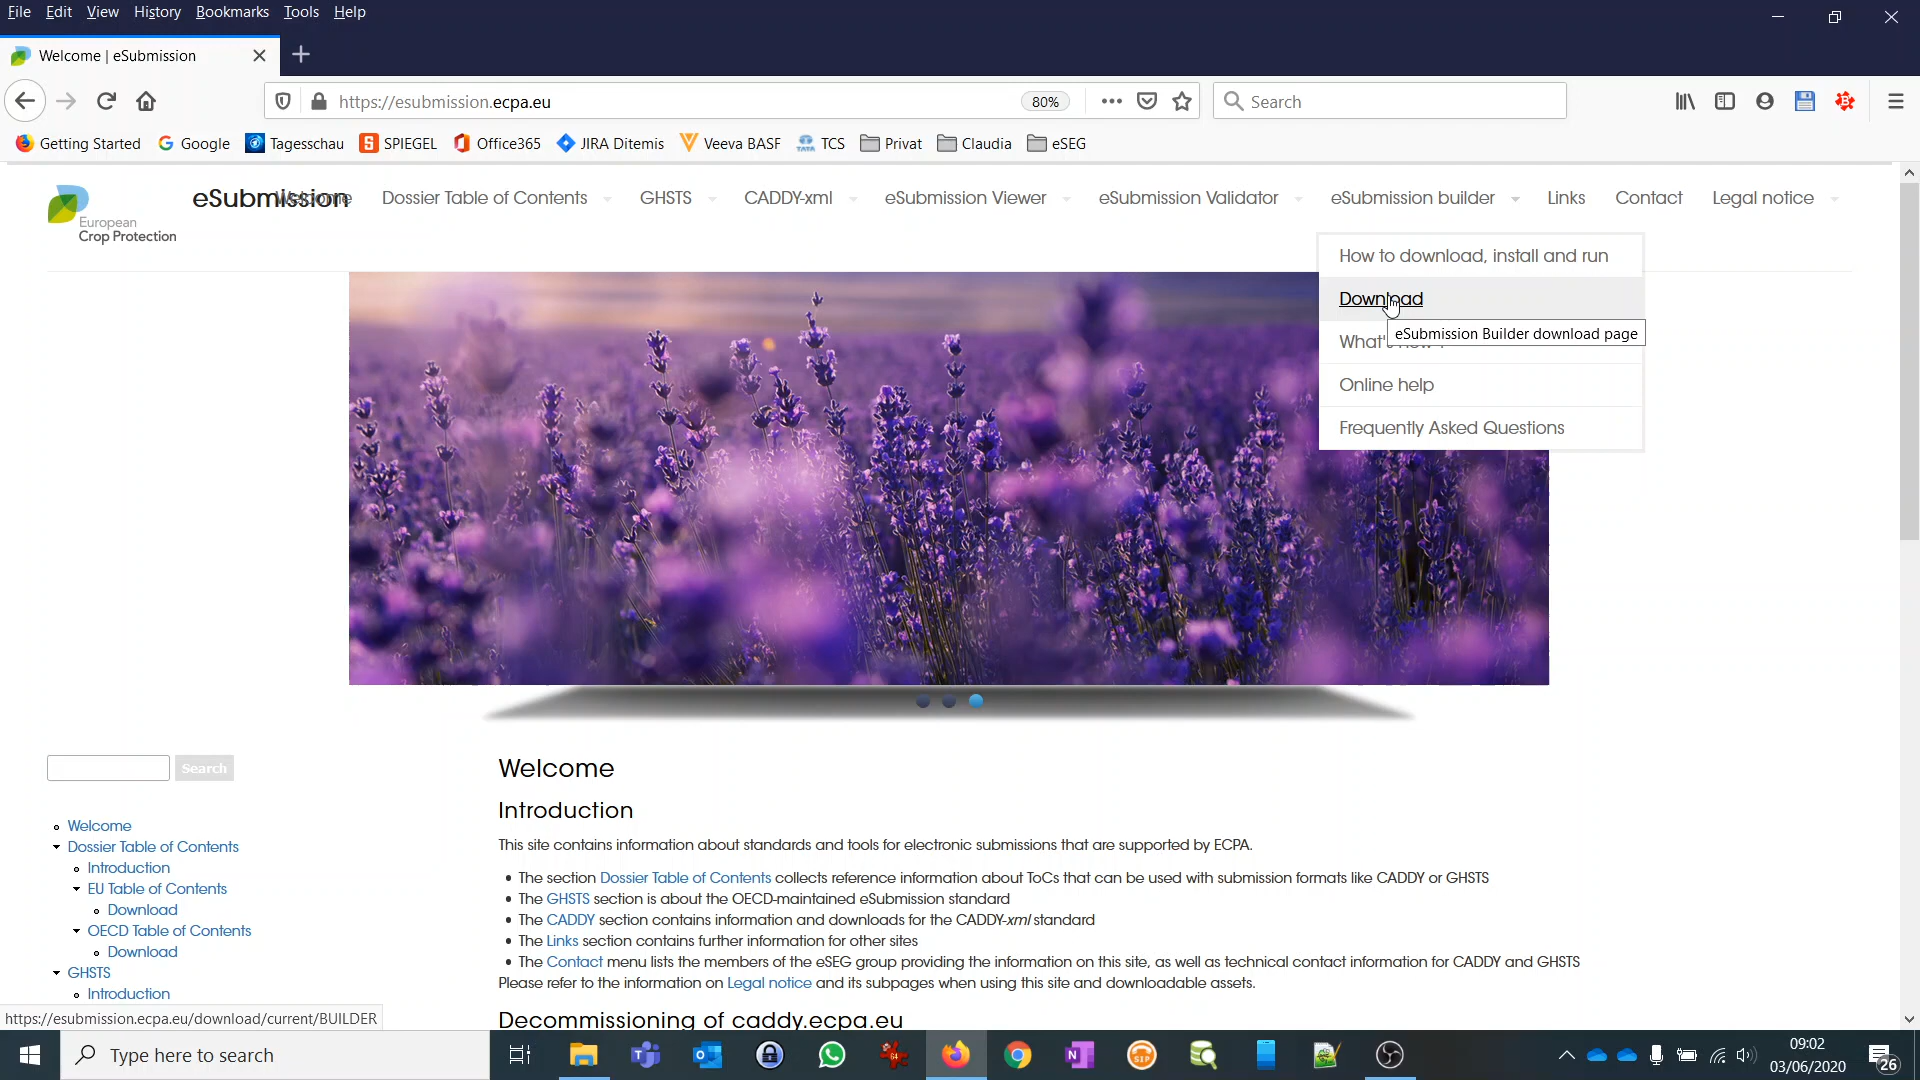 File Edit View History Bookmarks Tools Help
Welcome | eSubmission
https://esubmission.ecpa.eu 80% Search
Getting Started Google Tagesschau SPIEGEL Office365 JIRA Ditemis Veeva BASF TCS Privat Claudia eSEG
eSubmission Welcome Dossier Table of Contents GHSTS CADDY-xml eSubmission Viewer eSubmission Validator eSubmission builder Links Contact Legal notice
European
Crop Protection
How to download, install and run
Download
eSubmission Builder download page
What's
Online help
Frequently Asked Questions
Search
Welcome
Dossier Table of Contents
Introduction
EU Table of Contents
Download
OECD Table of Contents
Download
GHSTS
Introduction
Welcome
Introduction
This site contains information about standards and tools for electronic submissions that are supported by ECPA.
The section Dossier Table of Contents collects reference information about ToCs that can be used with submission formats like CADDY or GHSTS
The GHSTS section is about the OECD-maintained eSubmission standard
The CADDY section contains information and downloads for the CADDY-xml standard
The Links section contains further information for other sites
The Contact menu lists the members of the eSEG group providing the information on this site, as well as technical contact information for CADDY and GHSTS
Please refer to the information on Legal notice and its subpages when using this site and downloadable assets.
Decommissioning of caddy.ecpa.eu
https://esubmission.ecpa.eu/download/current/BUILDER
Type here to search
09:02
03/06/2020
26